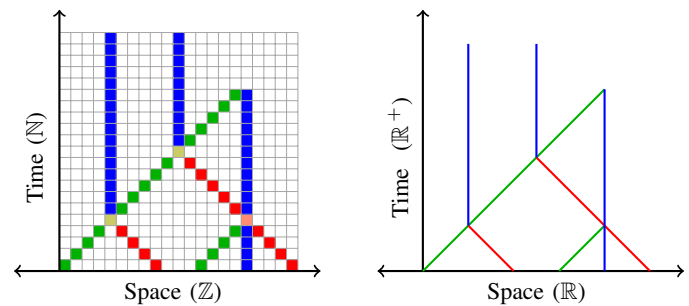 Time (ℕ)
Space (ℤ)
Time (ℝ⁺)
Space (ℝ)